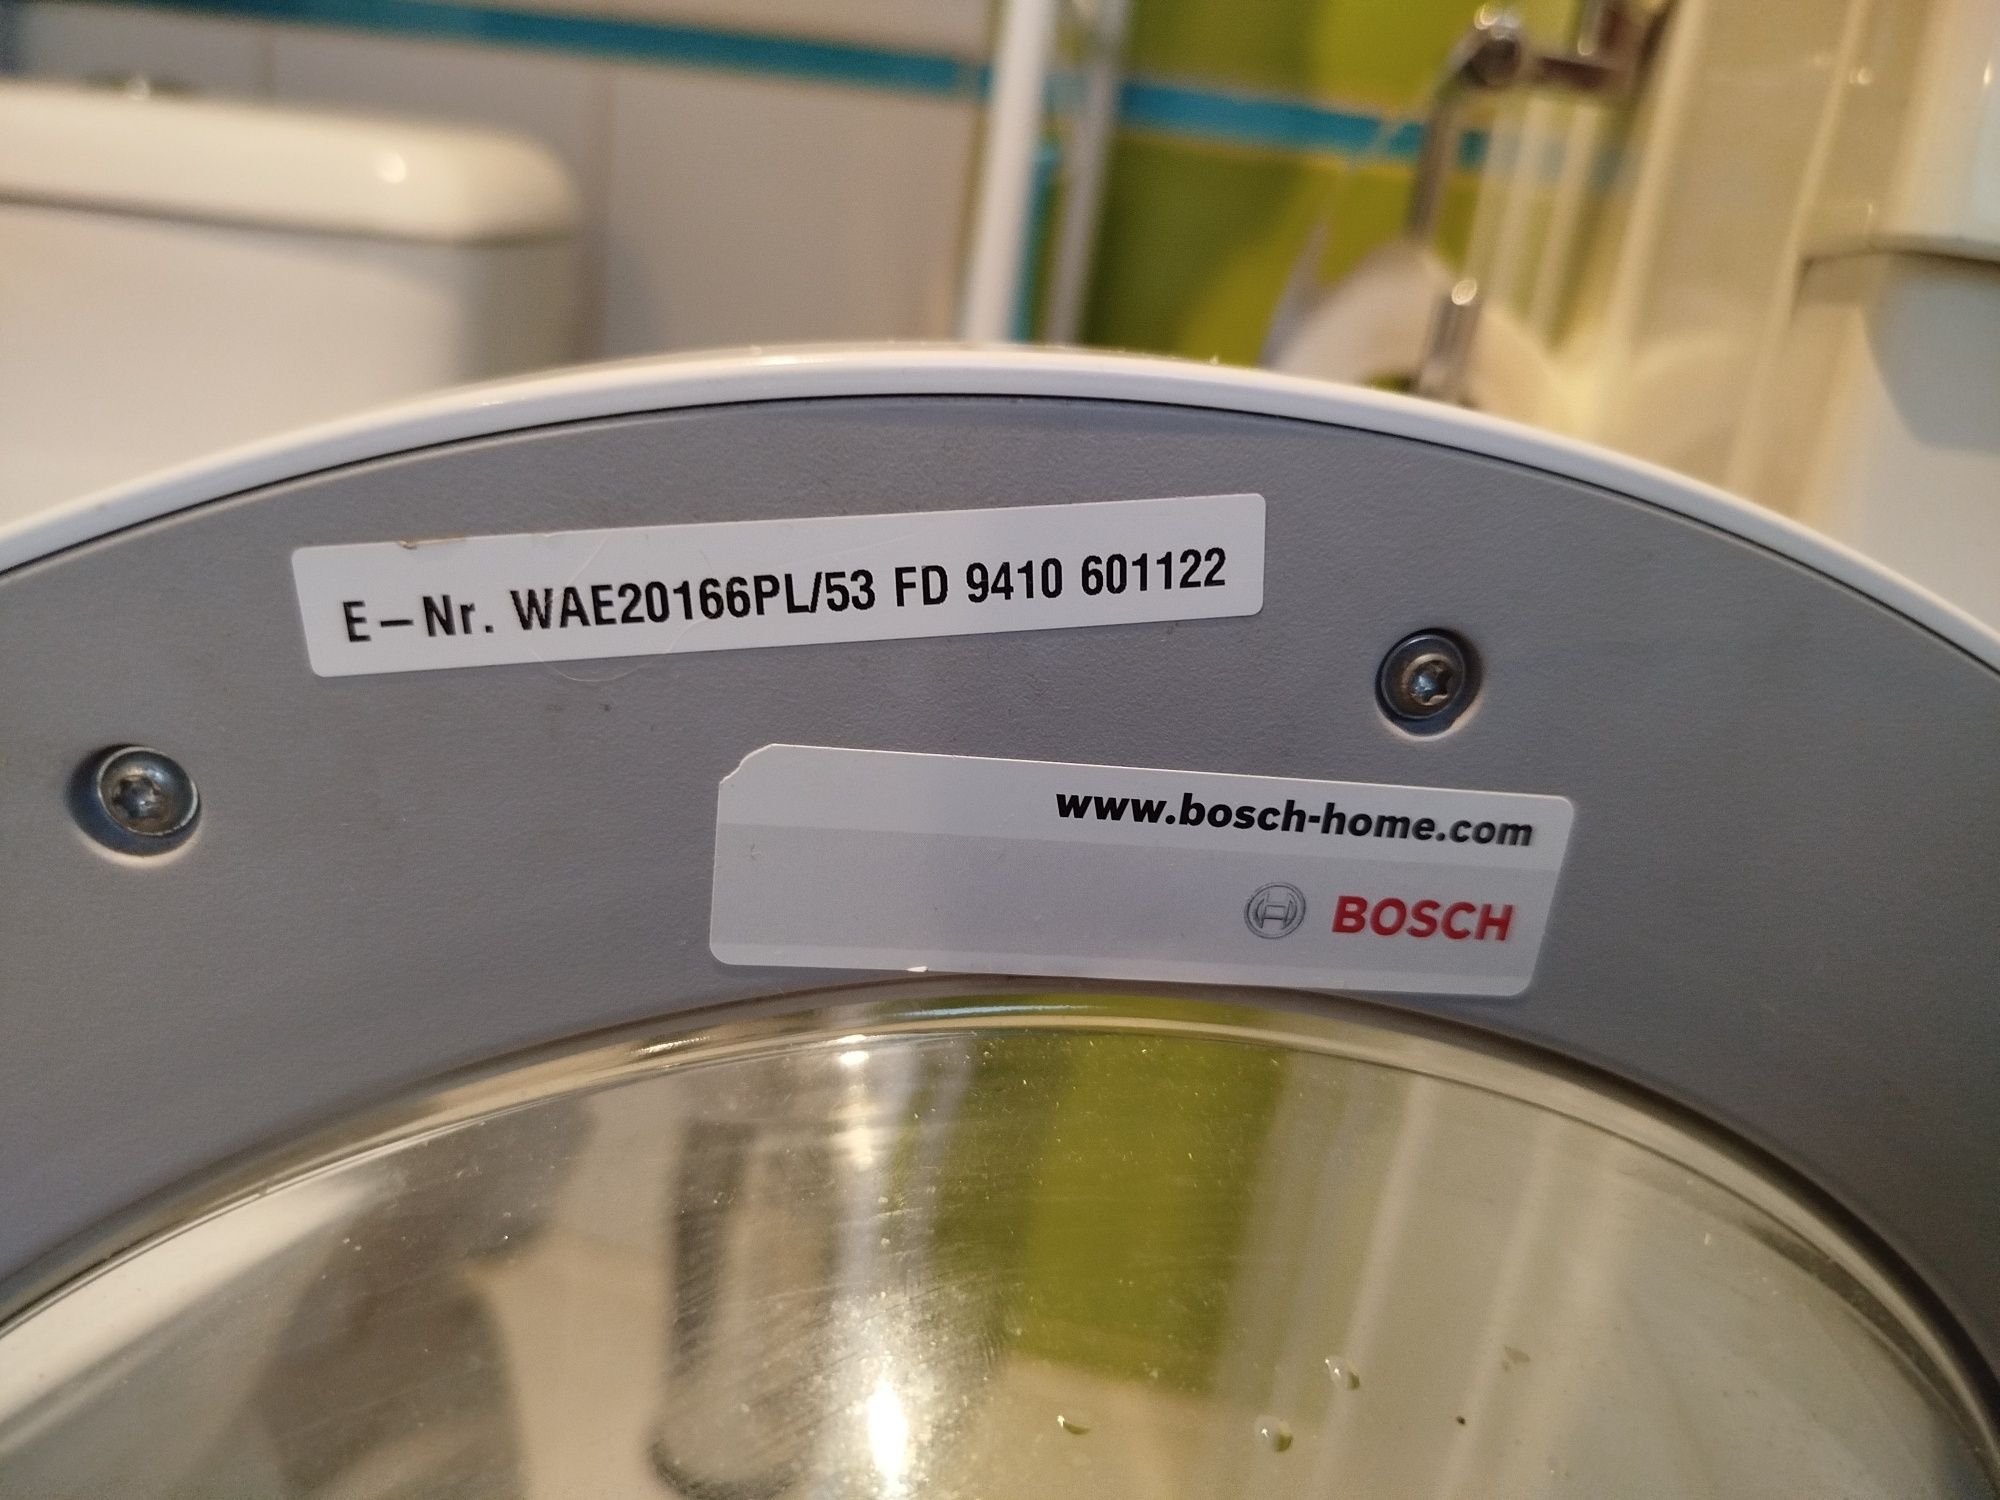 E-Nr. WAE20166PL/53 FD 9410 601122
www.bosch-home.com
BOSCH